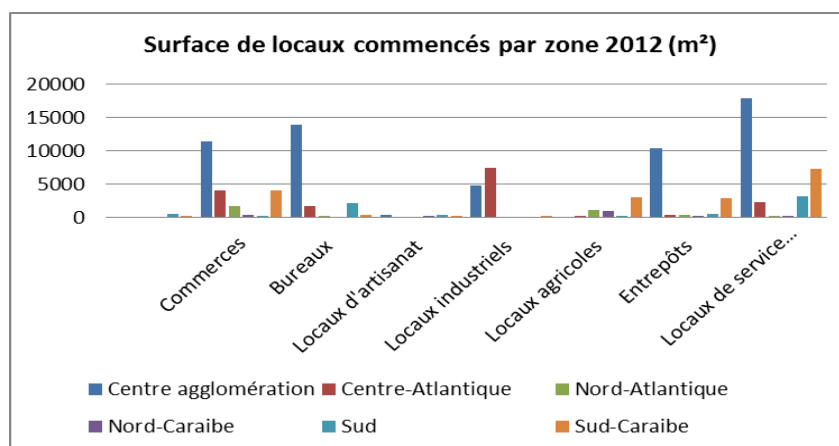 Surface de locaux commencés par zone 2012 (m²)
20000
15000
10000
5000
0
Commerces
Bureaux
Locaux d'artisanat
Locaux industriels
Locaux agricoles
Entrepôts
Locaux de service...
Centre agglomération Centre-Atlantique Nord-Atlantique
Nord-Caraibe Sud Sud-Caraibe